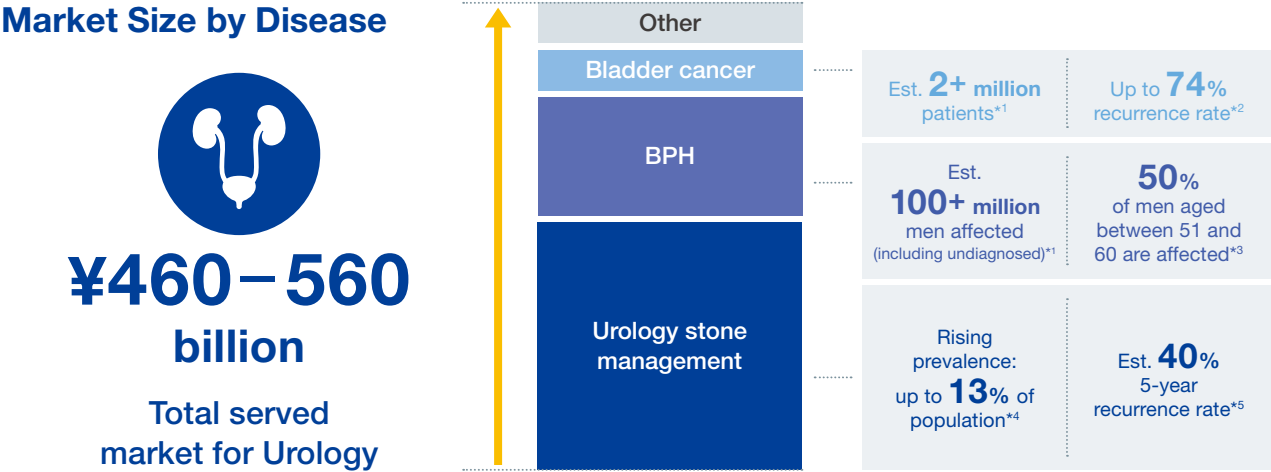 Market Size by Disease
¥460–560
billion
Total served
market for Urology
Other
Bladder cancer
BPH
Urology stone
management
Est. 2+ million
patients*1
Up to 74%
recurrence rate*2
Est.
100+ million
men affected
(including undiagnosed)*1
50%
of men aged
between 51 and
60 are affected*3
Rising
prevalence:
up to 13% of
population*4
Est. 40%
5-year
recurrence rate*5